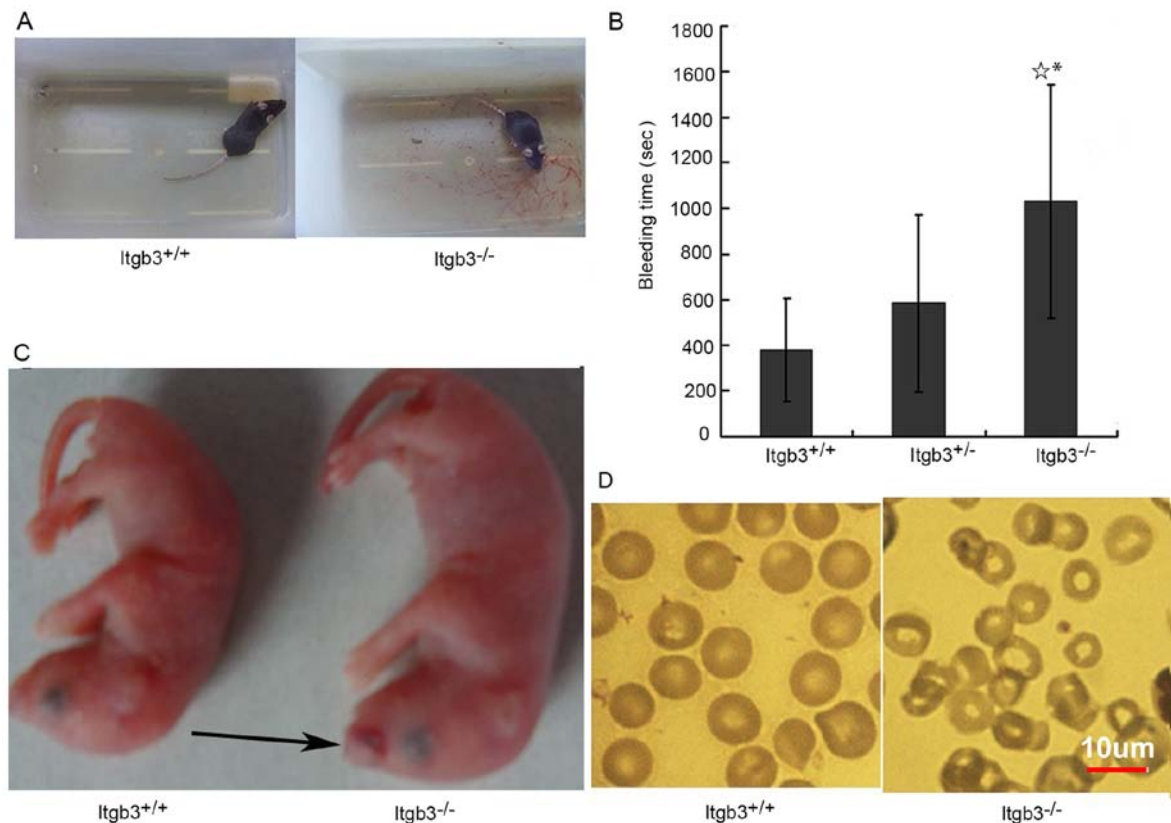 A
Itgb3+/+
Itgb3-/-
B
Bleeding time (sec)
1800
1600
1400
1200
1000
800
600
400
200
0
☆*
Itgb3+/+
Itgb3+/-
Itgb3-/-
C
Itgb3+/+
Itgb3-/-
D
10um
Itgb3+/+
Itgb3-/-